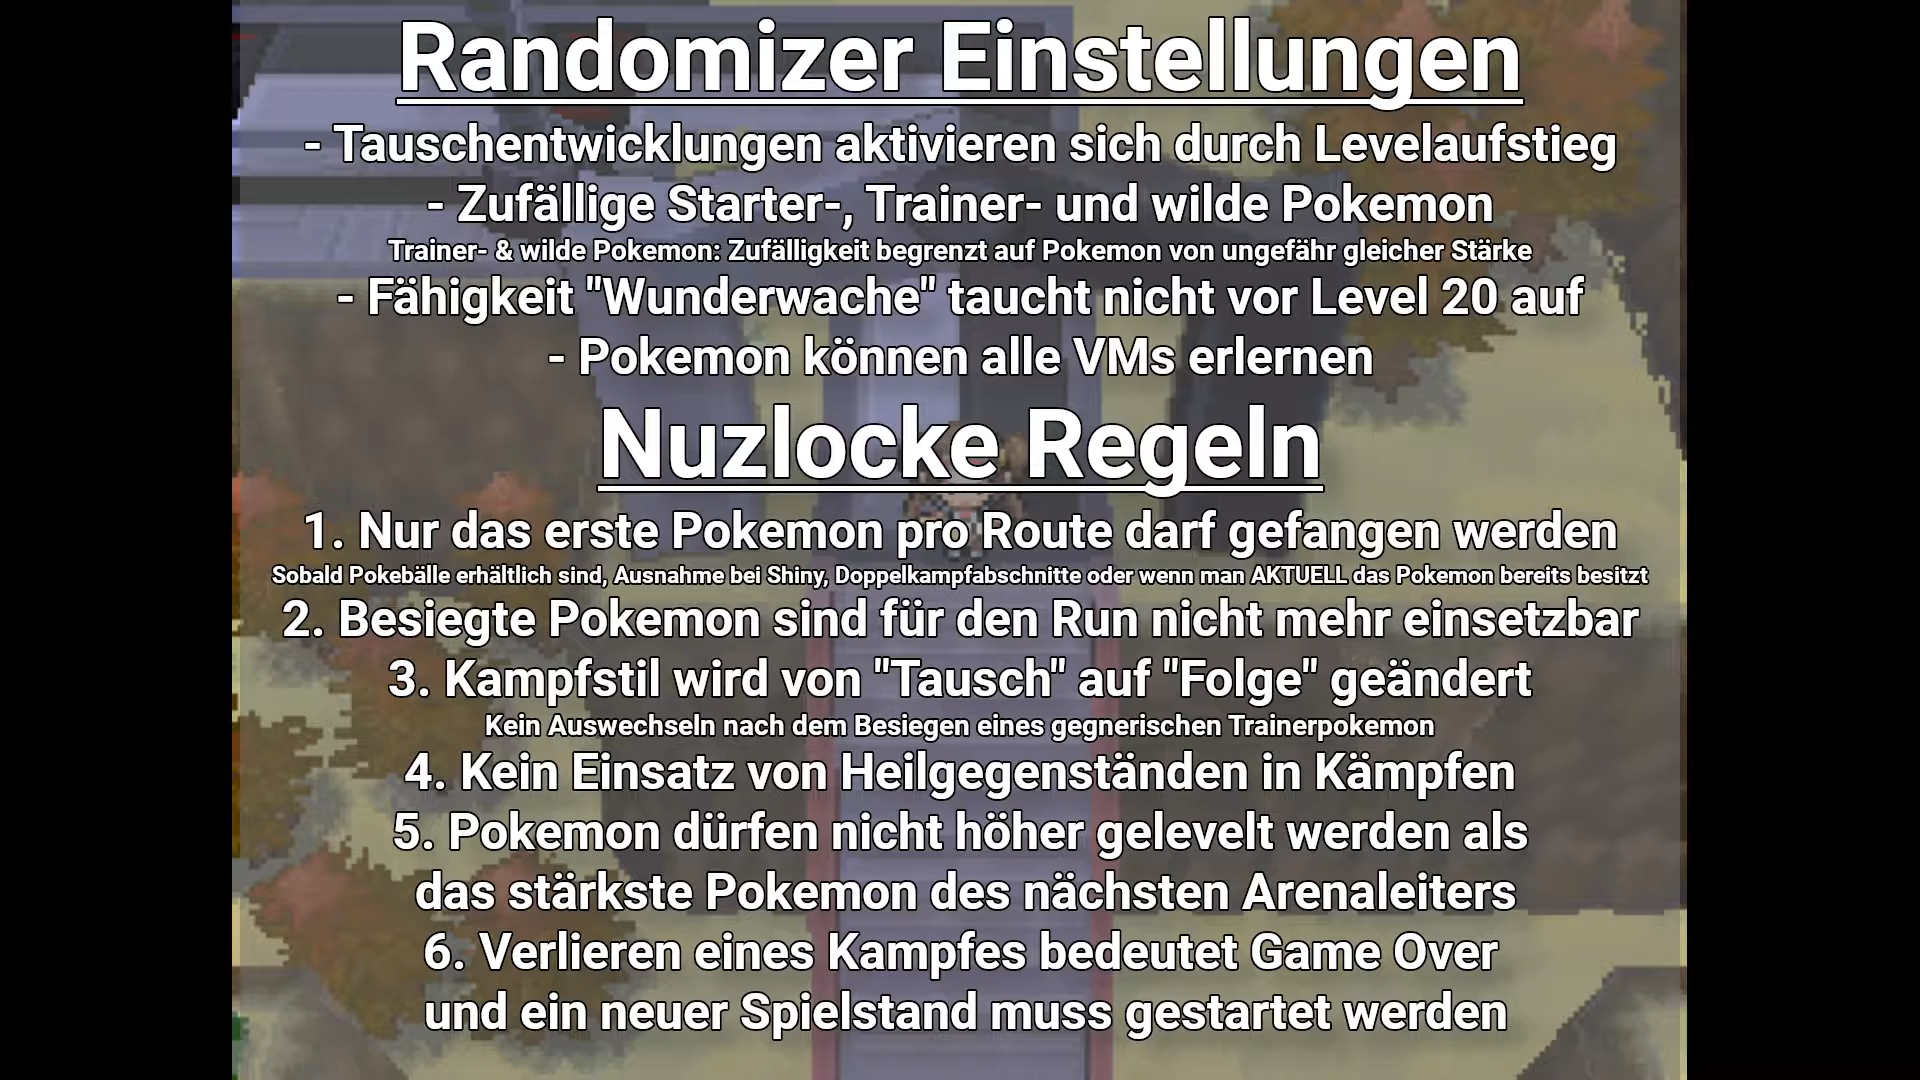 Randomizer Einstellungen
- Tauschentwicklungen aktivieren sich durch Levelaufstieg
- Zufällige Starter-, Trainer- und wilde Pokemon
Trainer- & wilde Pokemon: Zufälligkeit begrenzt auf Pokemon von ungefähr gleicher Stärke
- Fähigkeit "Wunderwache" taucht nicht vor Level 20 auf
- Pokemon können alle VMs erlernen
Nuzlocke Regeln
1. Nur das erste Pokemon pro Route darf gefangen werden
Sobald Pokebälle erhältlich sind, Ausnahme bei Shiny, Doppelkampfabschnitte oder wenn man AKTUELL das Pokemon bereits besitzt
2. Besiegte Pokemon sind für den Run nicht mehr einsetzbar
3. Kampfstil wird von "Tausch" auf "Folge" geändert
Kein Auswechseln nach dem Besiegen eines gegnerischen Trainerpokemon
4. Kein Einsatz von Heilgegenständen in Kämpfen
5. Pokemon dürfen nicht höher gelevelt werden als
das stärkste Pokemon des nächsten Arenaleiters
6. Verlieren eines Kampfes bedeutet Game Over
und ein neuer Spielstand muss gestartet werden